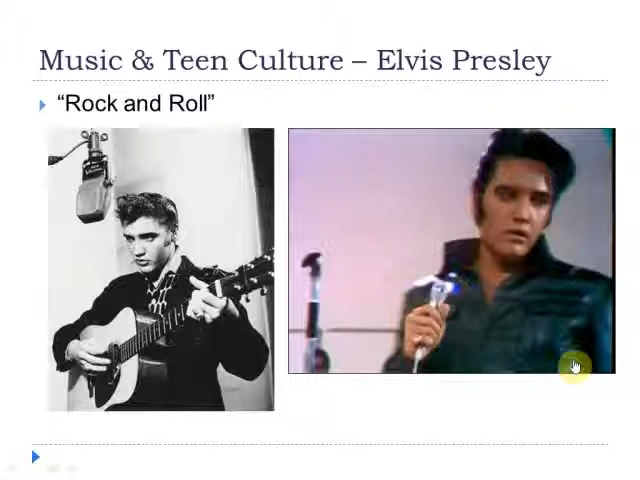 Music & Teen Culture – Elvis Presley
“Rock and Roll”